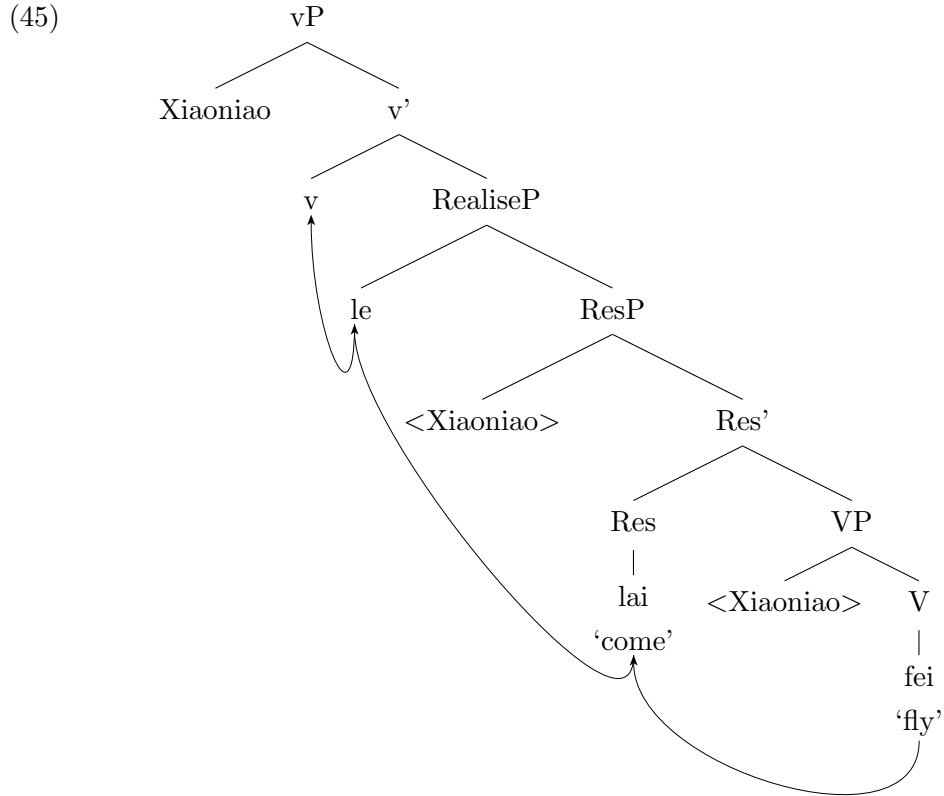 (45) vP
Xiaoniao v’
v RealiseP
le ResP
<Xiaoniao> Res’
Res VP
lai <Xiaoniao> V
‘come’ fei
‘fly’